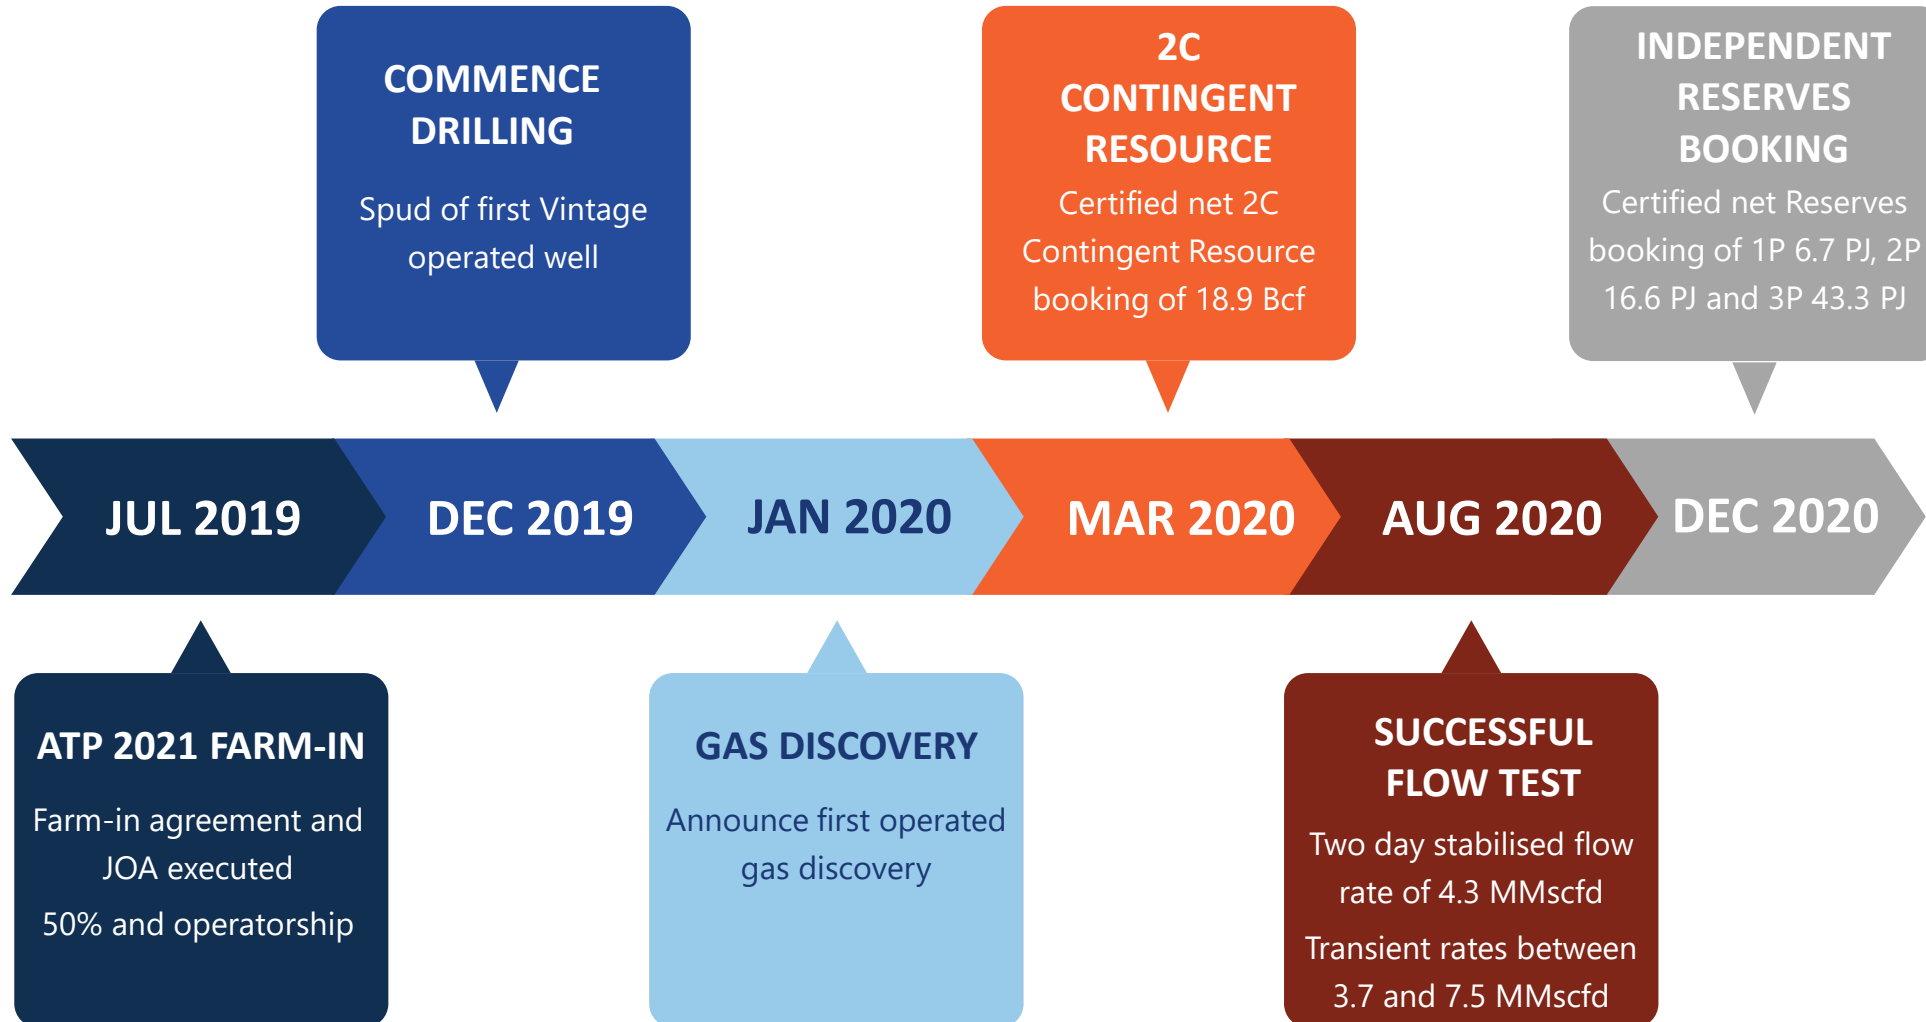 COMMENCE
DRILLING
Spud of first Vintage
operated well
2C
CONTINGENT
RESOURCE
Certified net 2C
Contingent Resource
booking of 18.9 Bcf
INDEPENDENT
RESERVES
BOOKING
Certified net Reserves
booking of 1P 6.7 PJ, 2P
16.6 PJ and 3P 43.3 PJ
JUL 2019
DEC 2019
JAN 2020
MAR 2020
AUG 2020
DEC 2020
ATP 2021 FARM-IN
Farm-in agreement and
JOA executed
50% and operatorship
GAS DISCOVERY
Announce first operated
gas discovery
SUCCESSFUL
FLOW TEST
Two day stabilised flow
rate of 4.3 MMscfd
Transient rates between
3.7 and 7.5 MMscfd